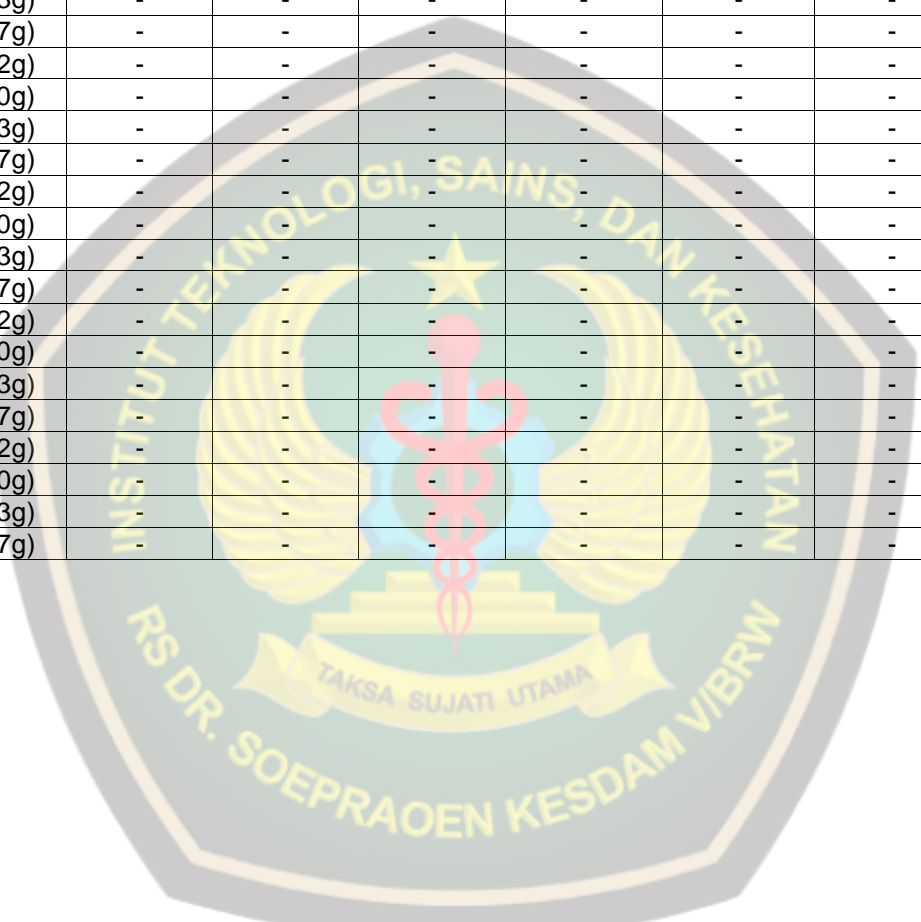 3g) - - - - - -
7g) - - - - - -
2g) - - - - - -
0g) - - - - - -
3g) - - - - - -
7g) - - - - - -
2g) - - - - - -
0g) - - - - - -
3g) - - - - - -
7g) - - - - - -
2g) - - - - - -
0g) - - - - - -
3g) - - - - - -
7g) - - - - - -
2g) - - - - - -
0g) - - - - - -
3g) - - - - - -
7g) - - - - - -
INSTITUT TEKNOLOGI, SAINS, DAN KESEHATAN
TAKSA SUJATI UTAMA
RS DR. SOEPRAOEN KESDAM V/BRW